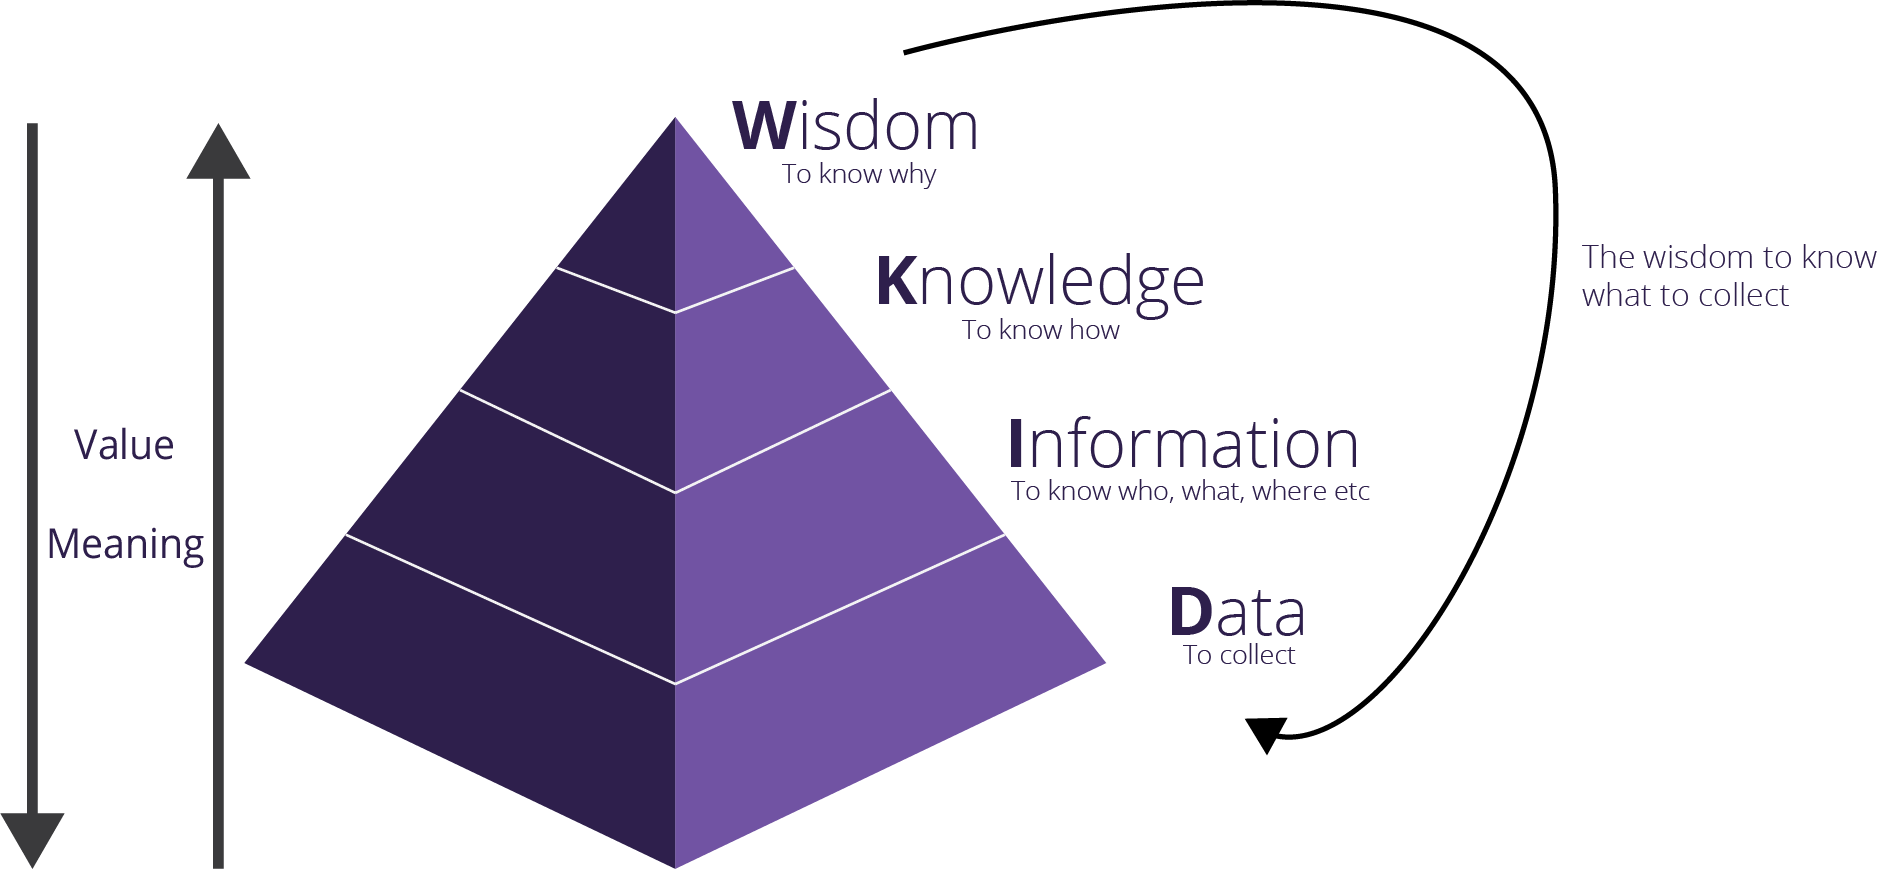 Wisdom
To know why
Knowledge
To know how
The wisdom to know
what to collect
Value
Information
To know who, what, where etc
Meaning
Data
To collect